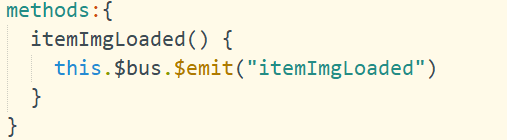 methods:{
  itemImgLoaded() {
    this.$bus.$emit("itemImgLoaded")
  }
}